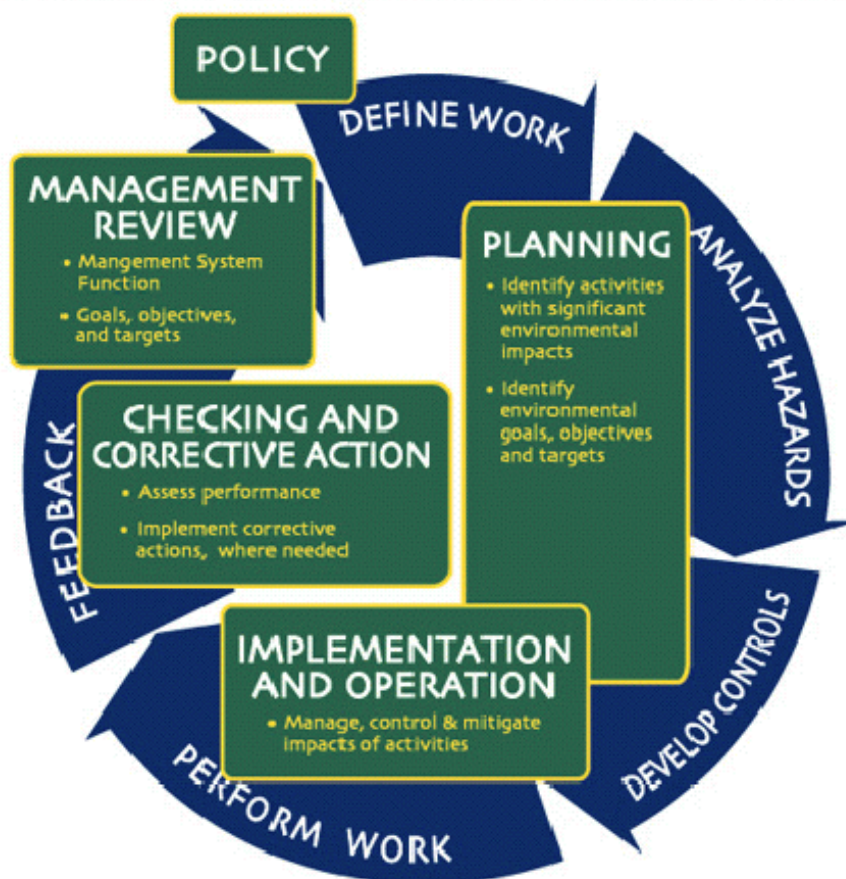 POLICY
DEFINE WORK
MANAGEMENT
REVIEW
• Mangement System
Function
• Goals, objectives,
and targets
PLANNING
• Identify activities
with significant
environmental
impacts
• Identify
environmental
goals, objectives
and targets
ANALYZE HAZARDS
CHECKING AND
CORRECTIVE ACTION
• Assess performance
• Implement corrective
actions, where needed
FEEDBACK
IMPLEMENTATION
AND OPERATION
• Manage, control & mitigate
impacts of activities
DEVELOP CONTROLS
PERFORM WORK